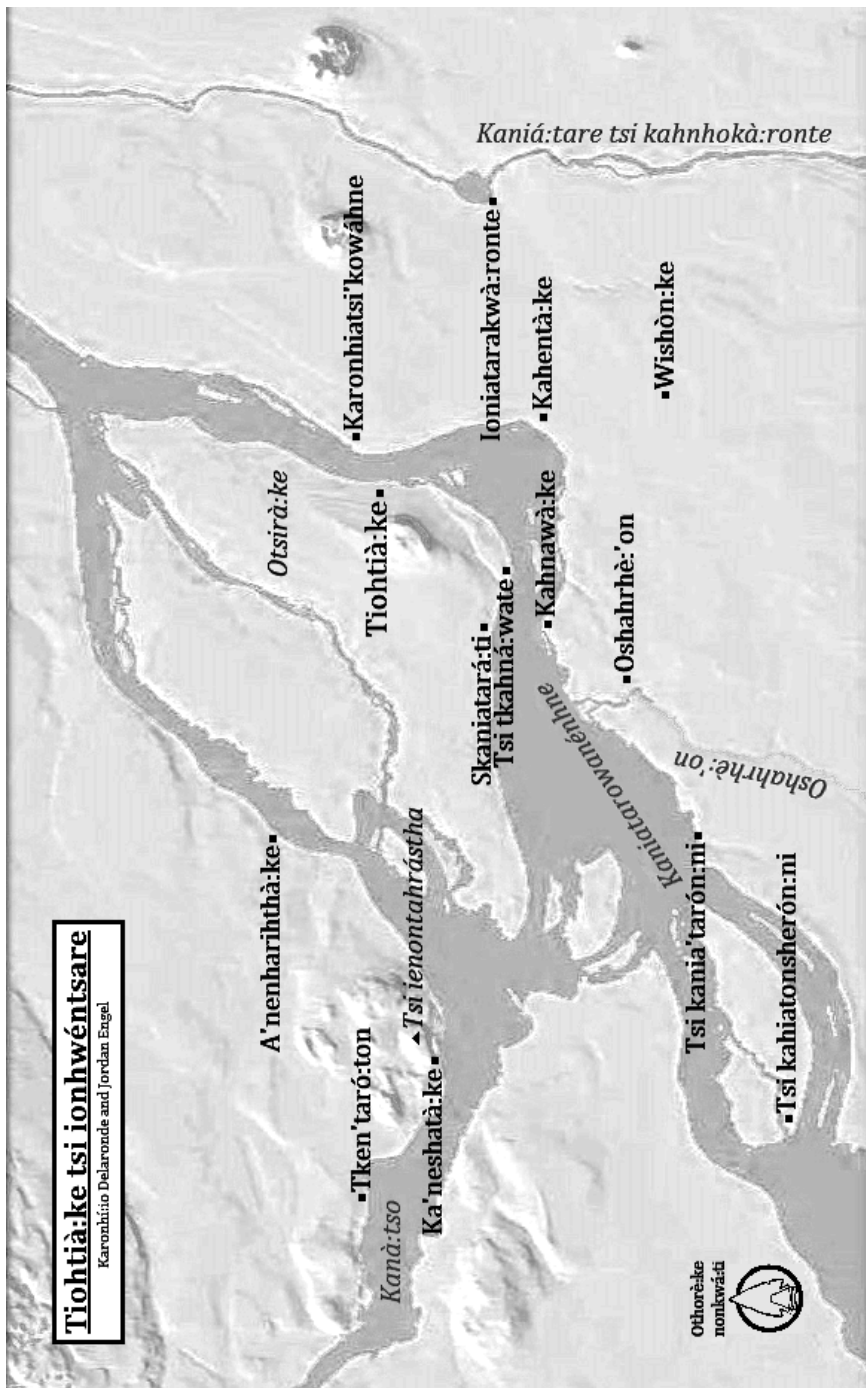 Tiohtià:ke tsi ionhwéntsare
Karonhí:io Delaronde and Jordan Engel
A'nenharihthà:ke
Tken'taró:ton
Kanà:tso
Tsi ienontahrástha
Ka'neshatà:ke
Otsirà:ke
Karonhiatsi'kowáhne
Tiohtià:ke
Kaniá:tare tsi kahnhokà:ronte
Skaniatará:ti
Tsi tkahná:wate
Ioniatarakwà:ronte
Kahentà:ke
Kahnawà:ke
Kaniatarowanénhne
Wishòn:ke
Oshahrhè:'on
Oshahrhè:'on
Tsi kania'tarón:ni
Tsi kahiatonsherón:ni
Othorè:ke
nonkwá:ti